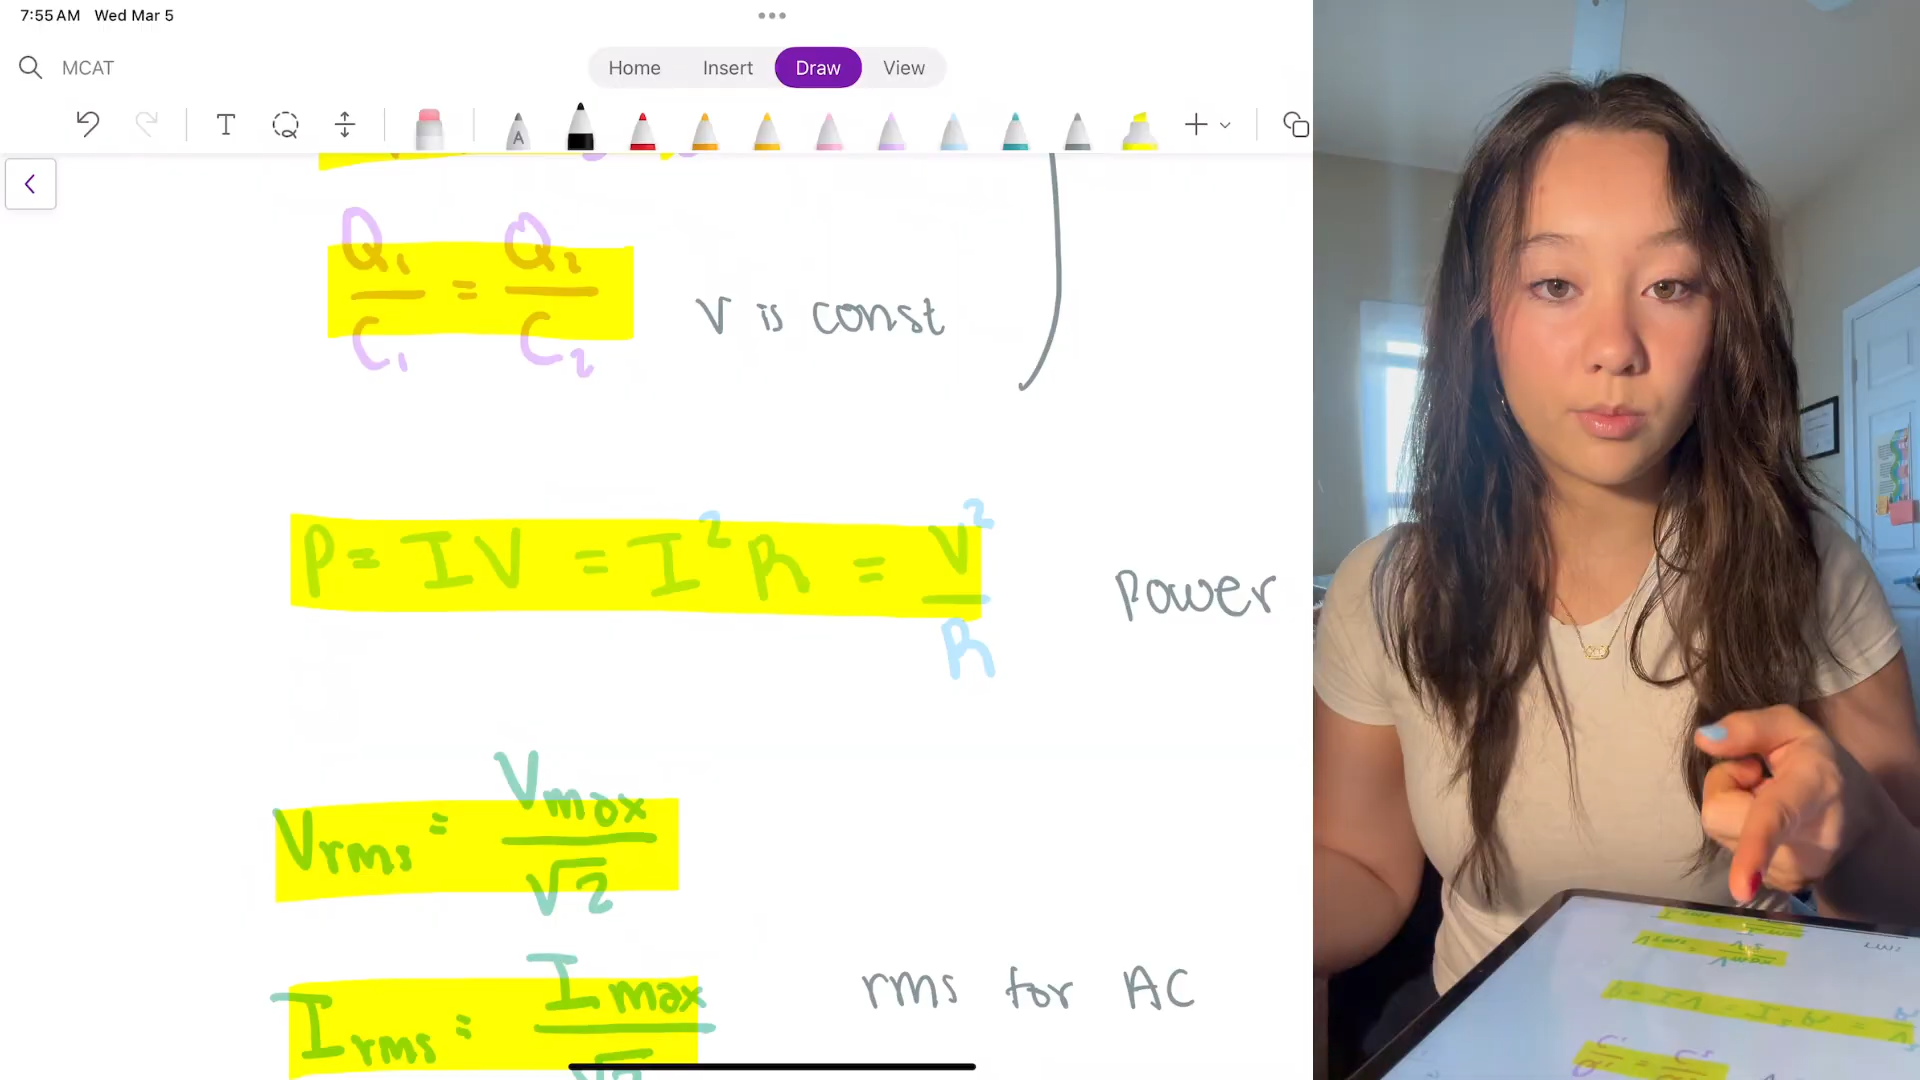 7:55 AM Wed Mar 5
MCAT
Home Insert Draw View
T
A
Q₁/C₁ = Q₂/C₂
V is const
P = IV = I²R = V²/R
Power
Vrms = Vmax/√2
Irms = Imax/√2
rms for AC